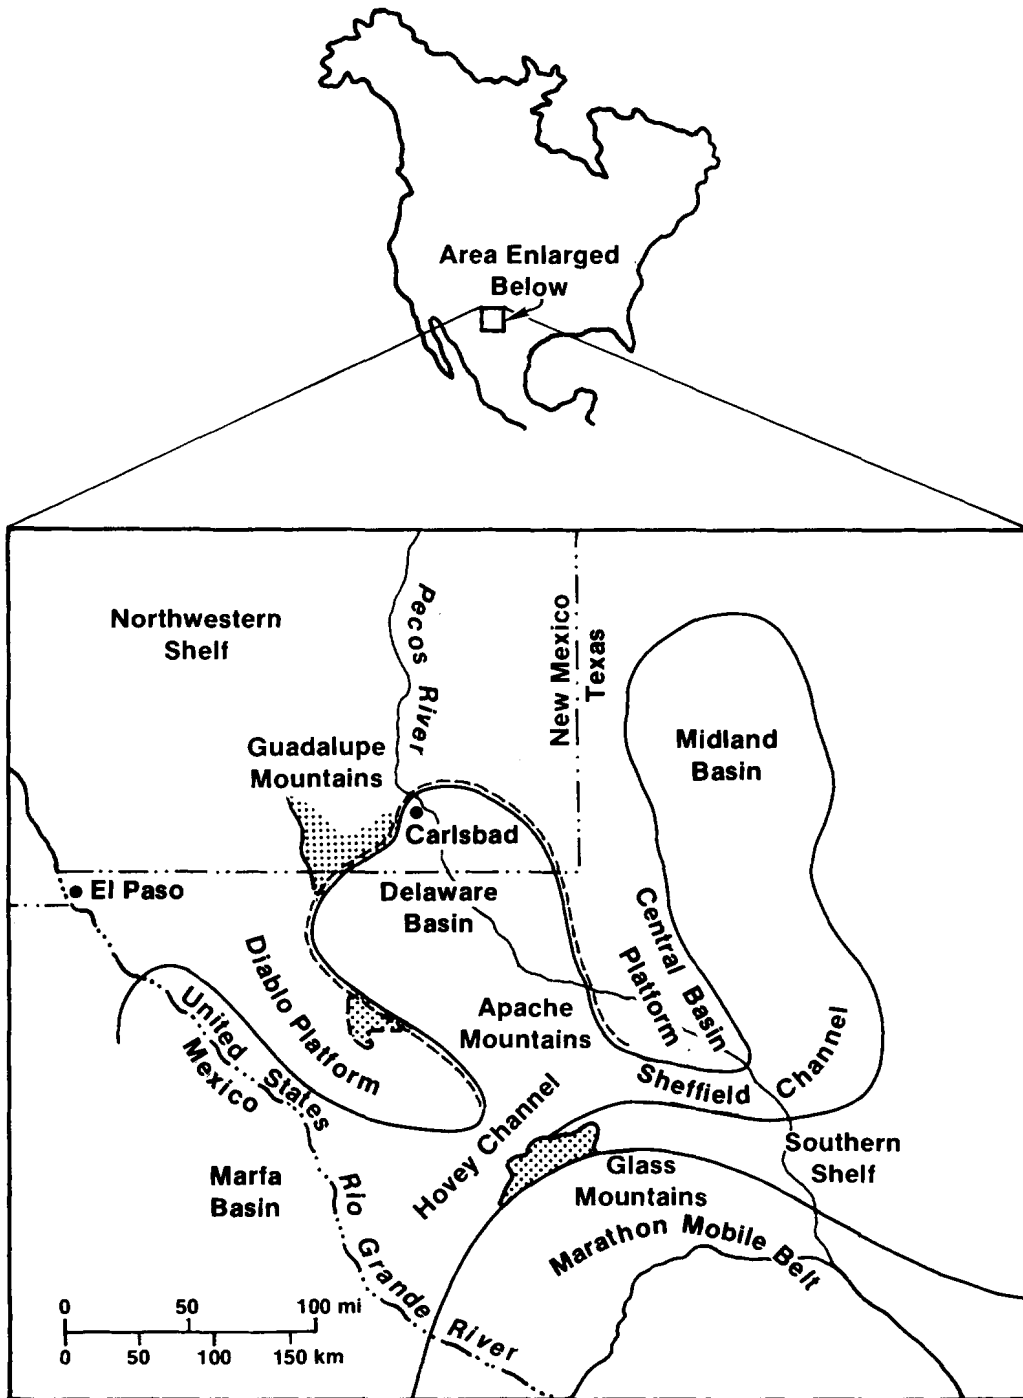 Area Enlarged
Below
Northwestern
Shelf
Pecos River
New Mexico
Texas
Guadalupe
Mountains
Midland
Basin
Carlsbad
El Paso
Delaware
Basin
Central Basin
Platform
Diablo Platform
Apache
Mountains
United States
Mexico
Sheffield Channel
Hovey Channel
Southern
Shelf
Glass
Mountains
Marfa
Basin
Marathon Mobile Belt
Rio Grande River
0 50 100 mi
0 50 100 150 km